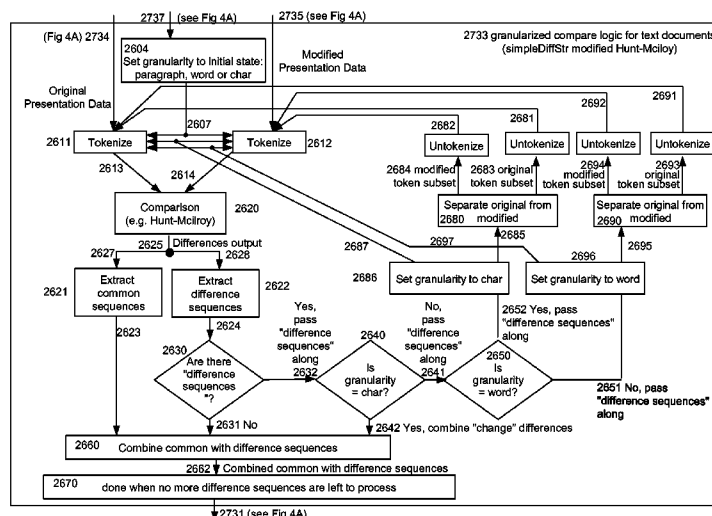 2737 (see Fig 4A)
2735 (see Fig 4A)
(Fig 4A) 2734
2733 granularized compare logic for text documents
(simpleDiffStr modified Hunt-Mciloy)
2604
Set granularity to Initial state:
paragraph, word or char
Modified
Presentation Data
Original
Presentation Data
2607
2611
Tokenize
Tokenize
2612
2613
2614
2682
2681
2692
2691
Untokenize
Untokenize
Untokenize
Untokenize
2684 modified
token subset
2683 original
token subset
2694
modified
token subset
2693
original
token subset
Separate original from
modified
2680
2685
Separate original from
modified
2690
2695
Comparison
(e.g. Hunt-Mcilroy)
2620
2625
Differences output
2627
2628
2687
2697
2696
2686
Set granularity to char
Set granularity to word
2621
Extract
common
sequences
Extract
difference
sequences
2622
2623
2624
2630
Are there
"difference
sequences
"?
Yes,
pass
"difference
sequences"
along
2632
2640
Is
granularity
= char?
No,
pass
"difference
sequences"
along
2641
2652 Yes, pass
"difference sequences"
along
2650
Is
granularity
= word?
2651 No, pass
"difference sequences"
along
2631 No
2642 Yes, combine "change" differences
2660
Combine common with difference sequences
2662
Combined common with difference sequences
2670
done when no more difference sequences are left to process
2731 (see Fig 4A)